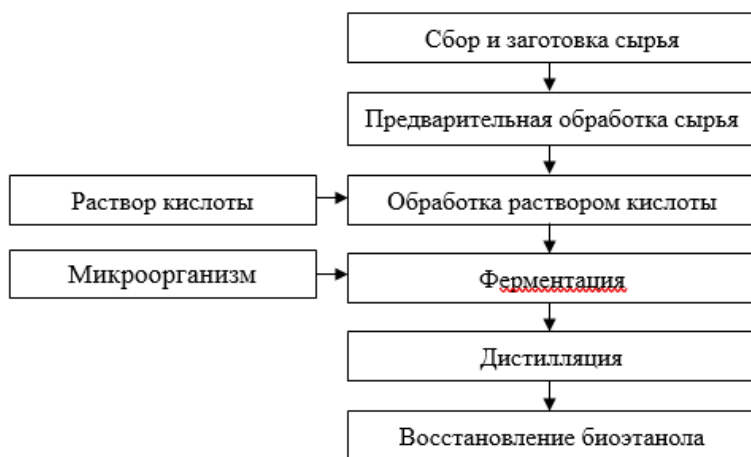 Сбор и заготовка сырья
Предварительная обработка сырья
Раствор кислоты
Обработка раствором кислоты
Микроорганизм
Ферментация
Дистилляция
Восстановление биоэтанола